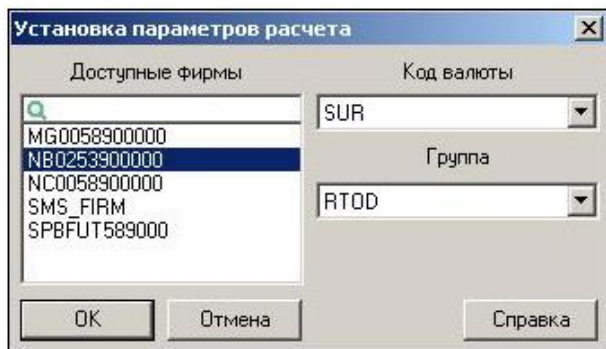 Установка параметров расчета
Доступные фирмы
MG0058900000
NB0253900000
NC0058900000
SMS_FIRM
SPBFUT589000
Код валюты
SUR
Группа
RTOD
OK
Отмена
Справка